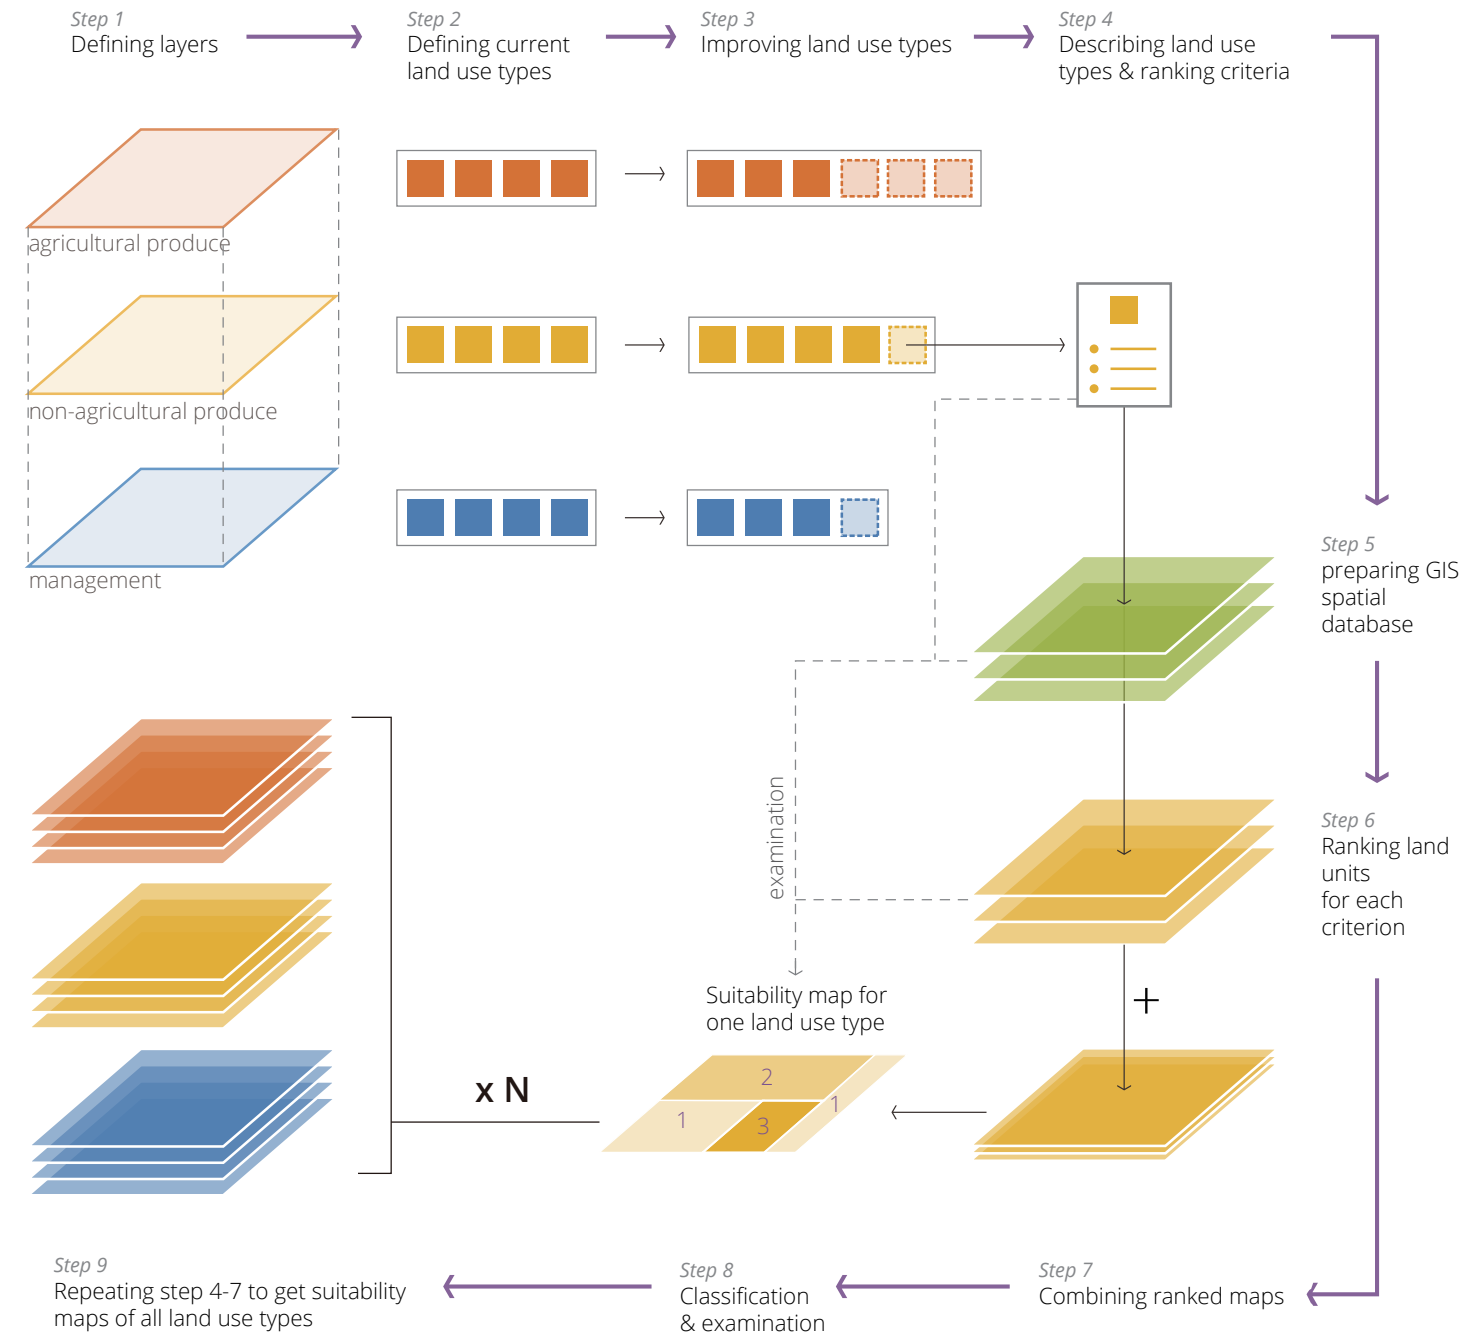 Step 1
Defining layers
Step 2
Defining current
land use types
Step 3
Improving land use types
Step 4
Describing land use
types & ranking criteria
agricultural produce
non-agricultural produce
management
Step 5
preparing GIS
spatial
database
examination
Step 6
Ranking land
units
for each
criterion
+
Suitability map for
one land use type
2
1
3
1
x N
Step 9
Repeating step 4-7 to get suitability
maps of all land use types
Step 8
Classification
& examination
Step 7
Combining ranked maps